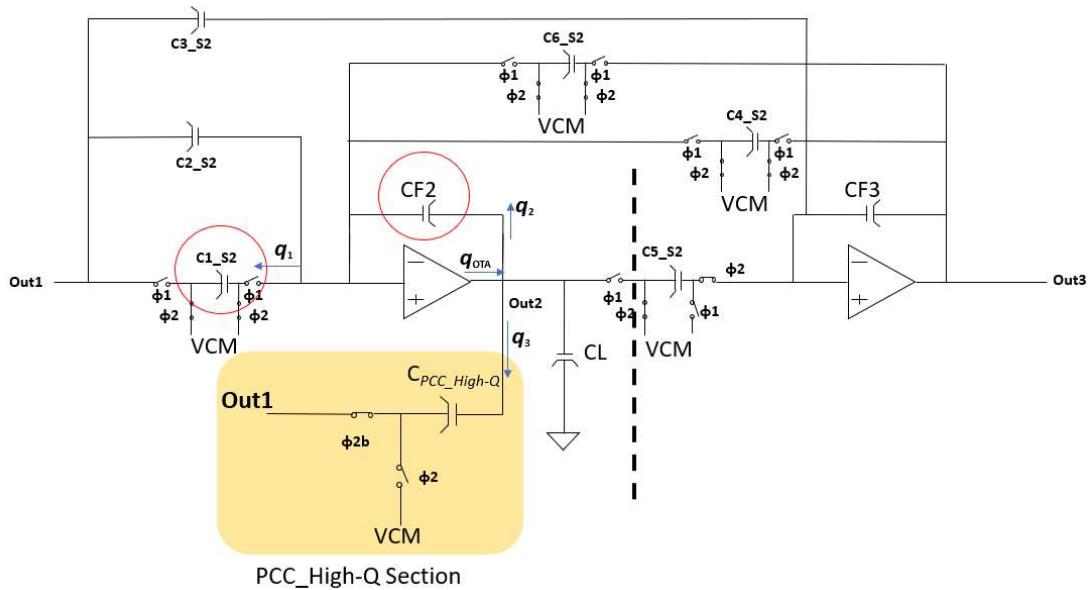 C3_S2
C6_S2
ϕ1
ϕ1
ϕ2
ϕ2
VCM
C2_S2
C4_S2
ϕ1
ϕ1
ϕ2
ϕ2
VCM
CF2
CF3
q2
q1
C1_S2
qOTA
C5_S2
ϕ2
Out1
−
+
−
+
Out3
ϕ1
ϕ1
ϕ2
ϕ2
VCM
Out2
ϕ1
ϕ2
ϕ1
VCM
q3
CL
CPCC_High-Q
Out1
ϕ2b
ϕ2
VCM
PCC_High-Q Section